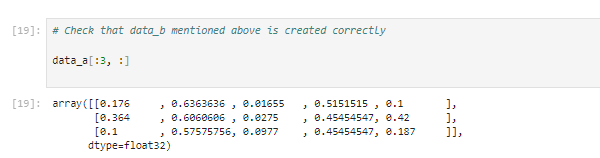 [19]: # Check that data_b mentioned above is created correctly
data_a[:3, :]
[19]: array([[0.176     , 0.6363636 , 0.01655   , 0.5151515 , 0.1       ],
[0.364     , 0.6060606 , 0.0275    , 0.45454547, 0.42      ],
[0.1       , 0.57575756, 0.0977    , 0.45454547, 0.187     ]],
dtype=float32)